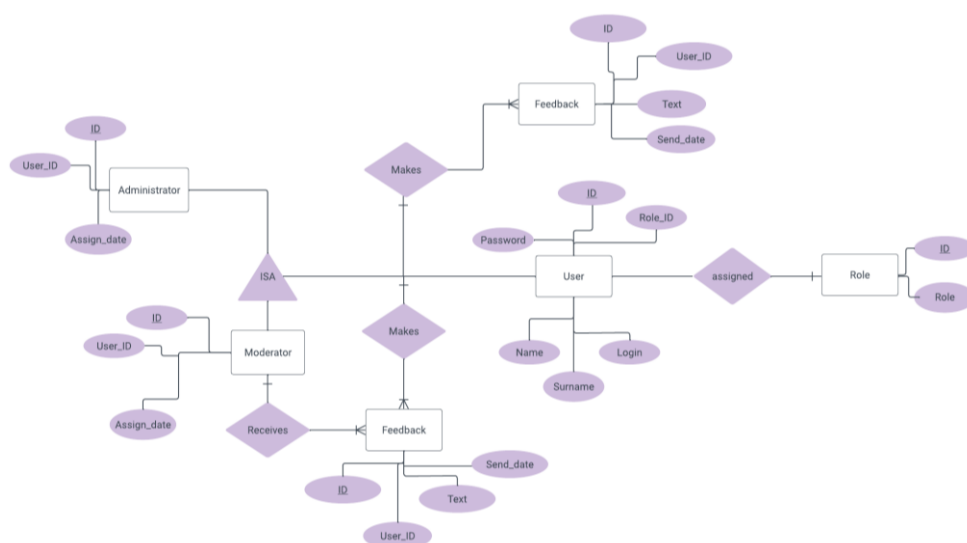 ID
User_ID
Feedback
Text
Send_date
ID
User_ID
Administrator
Makes
Assign_date
ID
Role_ID
Password
ISA
User
assigned
Role
ID
Role
ID
User_ID
Moderator
Makes
Name
Login
Surname
Assign_date
Receives
Feedback
Send_date
ID
Text
User_ID